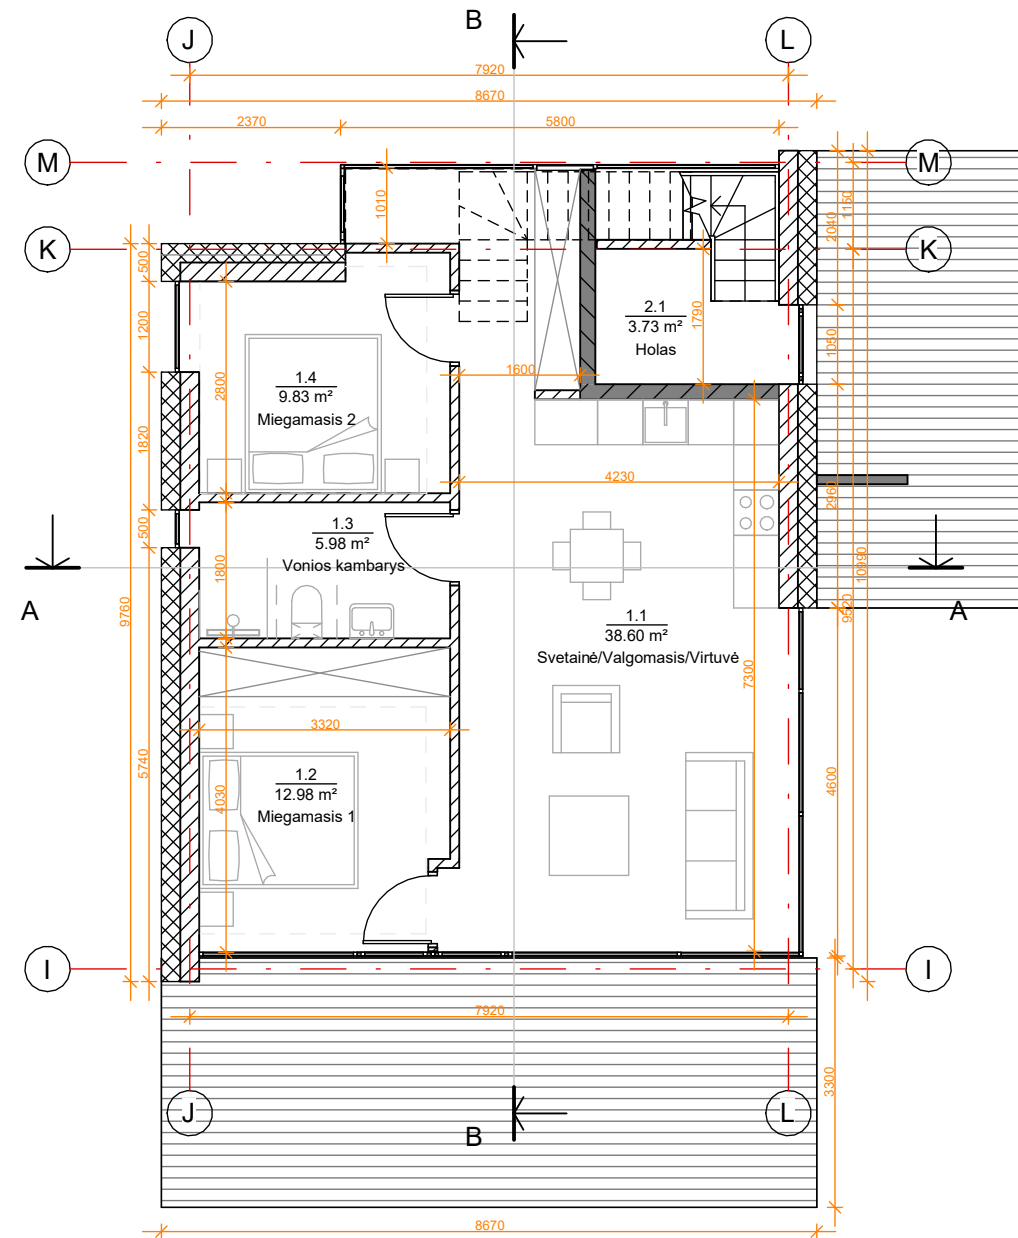 B
J
L
7920
8670
2370
5800
M
M
1010
1150
2040
K
K
500
2.1
3.73 m²
Holas
1790
1200
1050
1600
1.4
9.83 m²
Miegamasis 2
2800
1820
4230
2960
1.3
5.98 m²
Vonios kambarys
500
1800
10990
A
A
9760
9520
1.1
38.60 m²
Svetainė/Valgomasis/Virtuvė
7300
3320
5740
4600
1.2
12.98 m²
Miegamasis 1
4030
I
I
7920
3300
J
L
B
8670